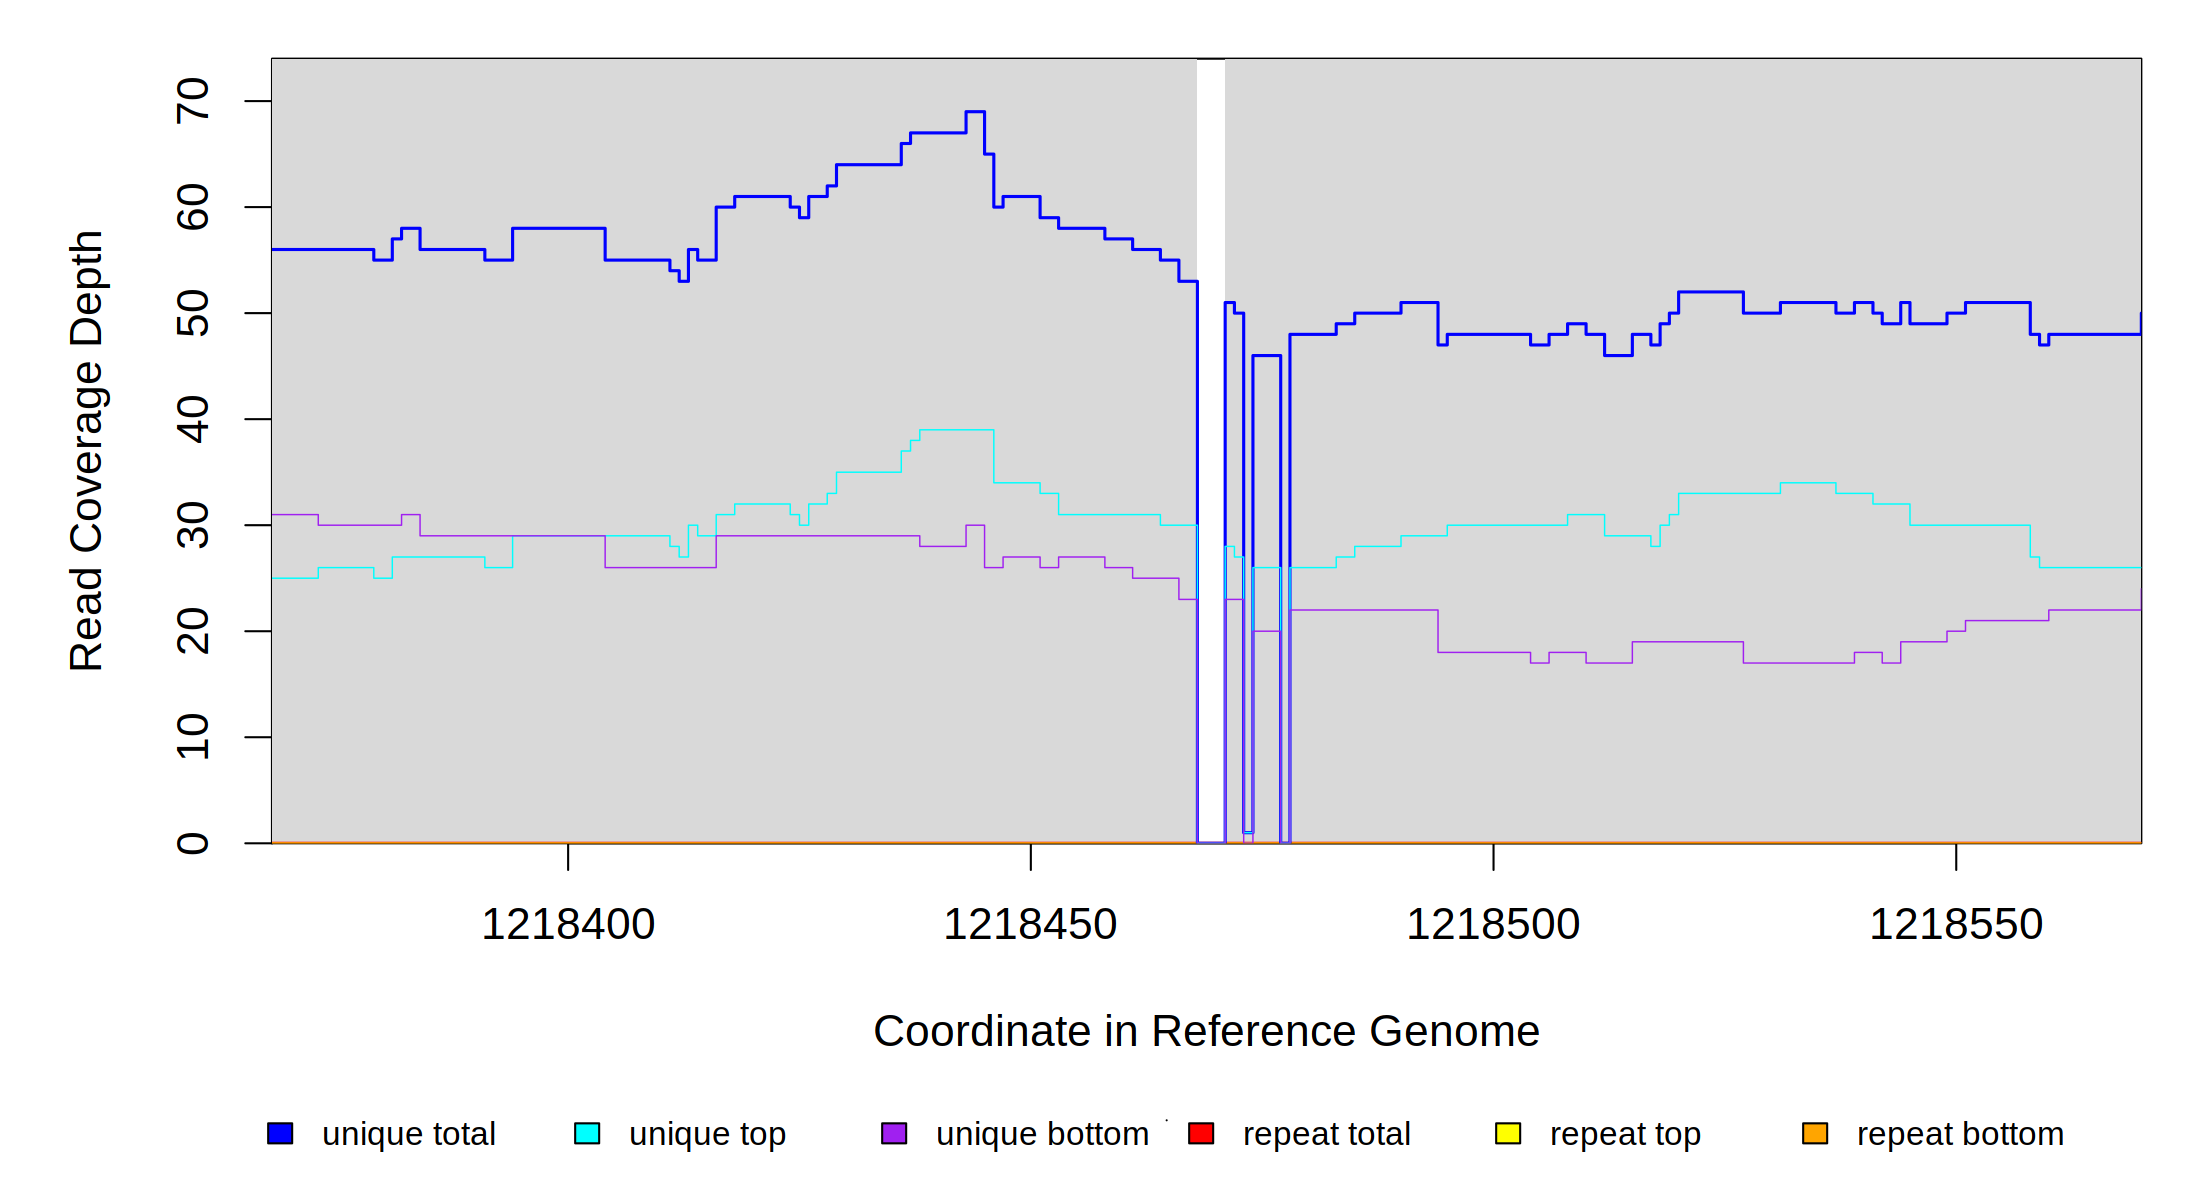 Read Coverage Depth
70
60
50
40
30
20
10
0
1218400 1218450 1218500 1218550
Coordinate in Reference Genome
unique total unique top unique bottom repeat total repeat top repeat bottom